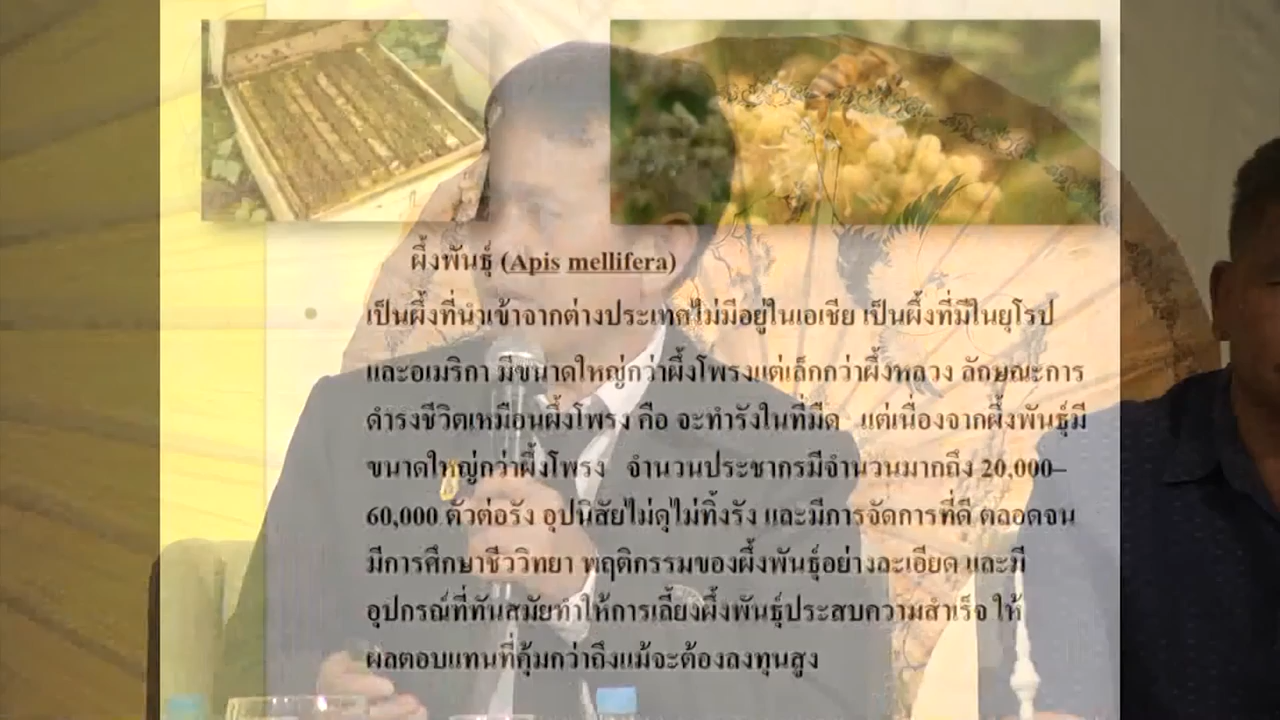 ผึ้งพันธุ์ (Apis mellifera)
• เป็นผึ้งที่นำเข้าจากต่างประเทศไม่มีอยู่ในเอเชีย เป็นผึ้งที่มีในยุโรป
และอเมริกา มีขนาดใหญ่กว่าผึ้งโพรงแต่เล็กกว่าผึ้งหลวง ลักษณะการ
ดำรงชีวิตเหมือนผึ้งโพรง คือ จะทำรังในที่มืด แต่เนื่องจากผึ้งพันธุ์มี
ขนาดใหญ่กว่าผึ้งโพรง จำนวนประชากรมีจำนวนมากถึง 20,000–
60,000 ตัวต่อรัง อุปนิสัยไม่ดุไม่ทิ้งรัง และมีการจัดการที่ดี ตลอดจน
มีการศึกษาชีววิทยา พฤติกรรมของผึ้งพันธุ์อย่างละเอียด และมี
อุปกรณ์ที่ทันสมัยทำให้การเลี้ยงผึ้งพันธุ์ประสบความสำเร็จ ให้
ผลตอบแทนที่คุ้มกว่าถึงแม้จะต้องลงทุนสูง